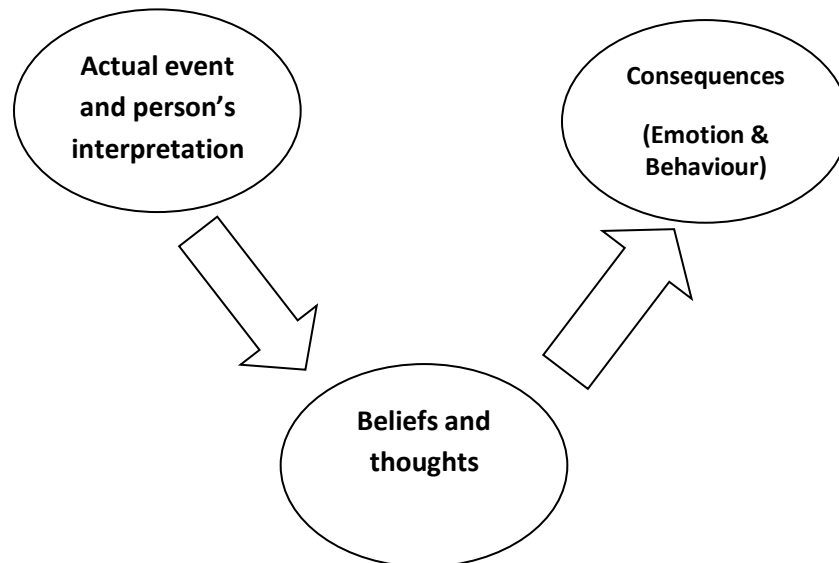 Actual event
and person’s
interpretation
Consequences
(Emotion &
Behaviour)
Beliefs and
thoughts